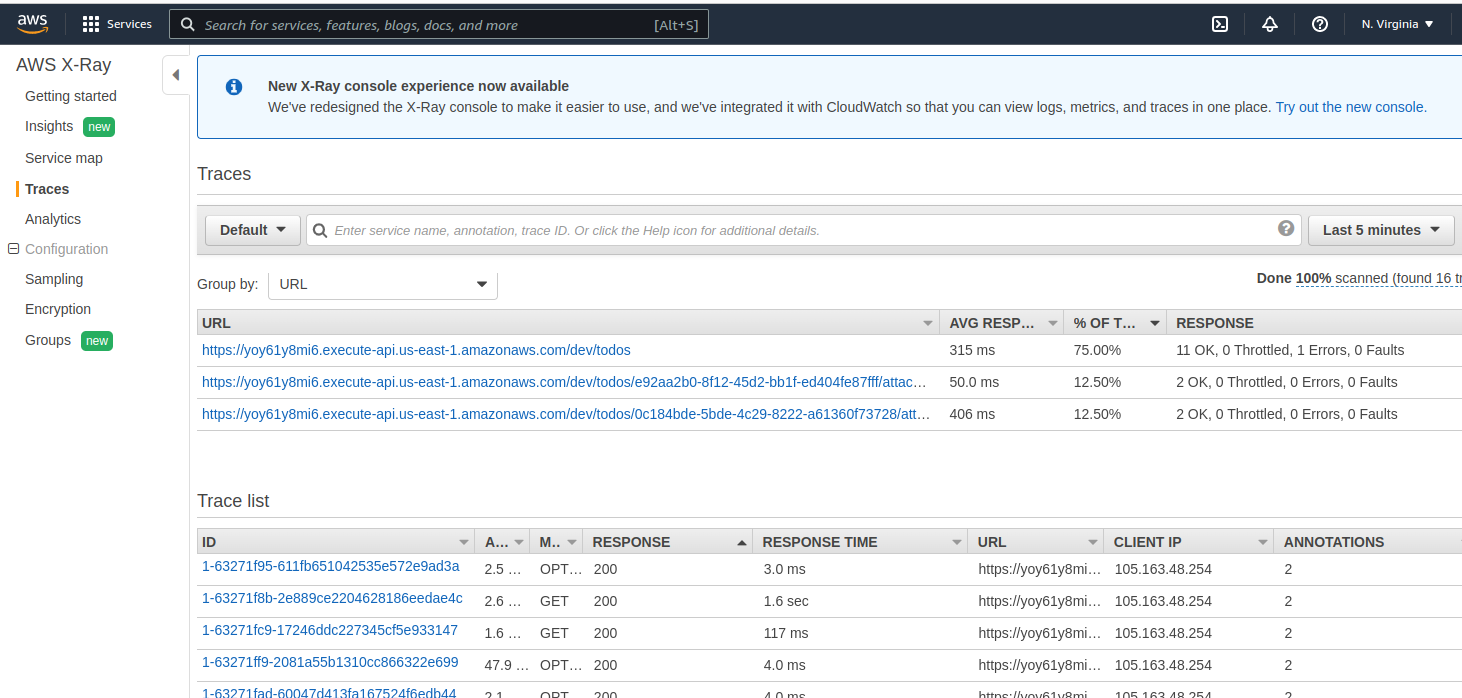 aws Services Search for services, features, blogs, docs, and more [Alt+S] N. Virginia
AWS X-Ray
Getting started
Insights new
Service map
Traces
Analytics
Configuration
Sampling
Encryption
Groups new
New X-Ray console experience now available
We've redesigned the X-Ray console to make it easier to use, and we've integrated it with CloudWatch so that you can view logs, metrics, and traces in one place. Try out the new console.
Traces
Default Enter service name, annotation, trace ID. Or click the Help icon for additional details. ? Last 5 minutes
Group by: URL Done 100% scanned (found 16 tr
URL AVG RESP... % OF T... RESPONSE
https://yoy61y8mi6.execute-api.us-east-1.amazonaws.com/dev/todos 315 ms 75.00% 11 OK, 0 Throttled, 1 Errors, 0 Faults
https://yoy61y8mi6.execute-api.us-east-1.amazonaws.com/dev/todos/e92aa2b0-8f12-45d2-bb1f-ed404fe87fff/attac... 50.0 ms 12.50% 2 OK, 0 Throttled, 0 Errors, 0 Faults
https://yoy61y8mi6.execute-api.us-east-1.amazonaws.com/dev/todos/0c184bde-5bde-4c29-8222-a61360f73728/att... 406 ms 12.50% 2 OK, 0 Throttled, 0 Errors, 0 Faults
Trace list
ID A... M.. RESPONSE RESPONSE TIME URL CLIENT IP ANNOTATIONS
1-63271f95-611fb651042535e572e9ad3a 2.5 ... OPT... 200 3.0 ms https://yoy61y8mi... 105.163.48.254 2
1-63271f8b-2e889ce2204628186eedae4c 2.6 ... GET 200 1.6 sec https://yoy61y8mi... 105.163.48.254 2
1-63271fc9-17246ddc227345cf5e933147 1.6 ... GET 200 117 ms https://yoy61y8mi... 105.163.48.254 2
1-63271ff9-2081a55b1310cc866322e699 47.9 ... OPT... 200 4.0 ms https://yoy61y8mi... 105.163.48.254 2
1-63271fad-60047d413fa167524f6edb44 2.1 OPT 200 4.0 ms https://yoy61y8mi 105.163.48.254 2